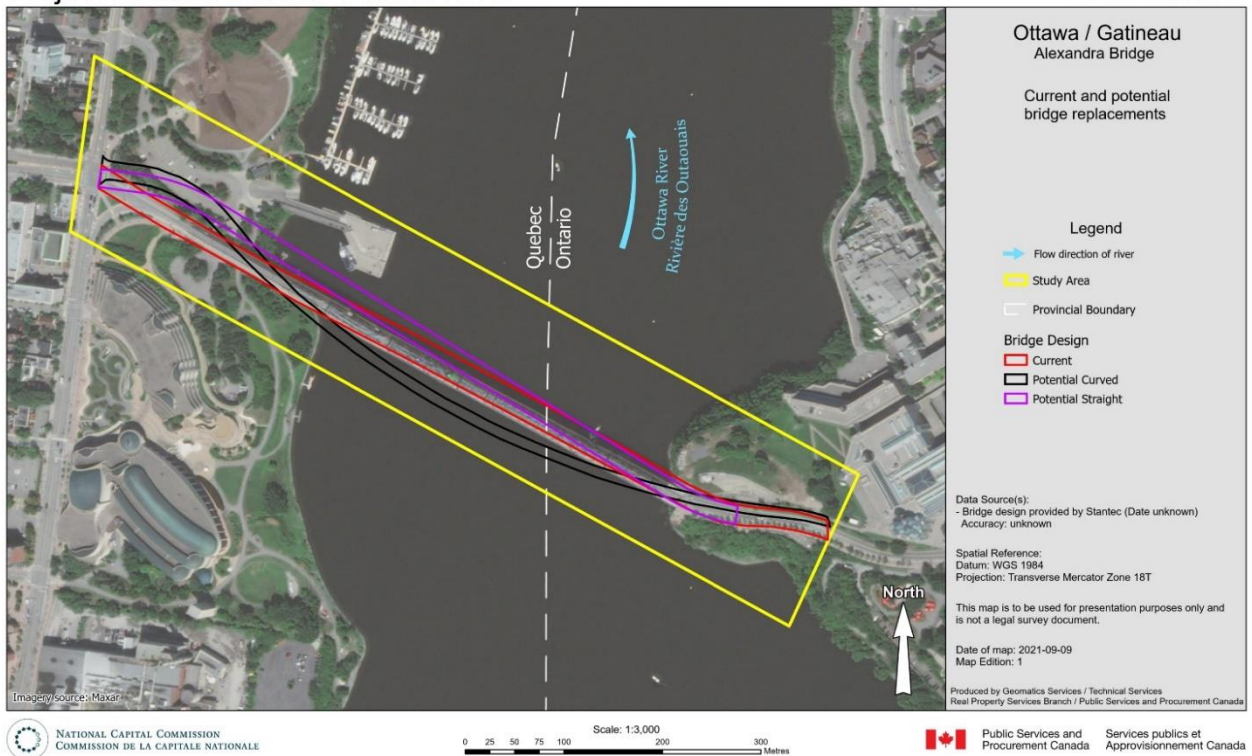 Ottawa / Gatineau
Alexandra Bridge
Current and potential
bridge replacements
Quebec
Ontario
Ottawa River
Rivière des Outaouais
Legend
Flow direction of river
Study Area
Provincial Boundary
Bridge Design
Current
Potential Curved
Potential Straight
Data Source(s):
- Bridge design provided by Stantec (Date unknown)
Accuracy: unknown
Spatial Reference:
Datum: WGS 1984
Projection: Transverse Mercator Zone 18T
North
This map is to be used for presentation purposes only and
is not a legal survey document.
Date of map: 2021-09-09
Map Edition: 1
Imagery source: Maxar
Produced by Geomatics Services / Technical Services
Real Property Services Branch / Public Services and Procurement Canada
NATIONAL CAPITAL COMMISSION
COMMISSION DE LA CAPITALE NATIONALE
Scale: 1:3,000
0 25 50 75 100 200 300
Metres
Public Services and
Procurement Canada
Services publics et
Approvisionnement Canada